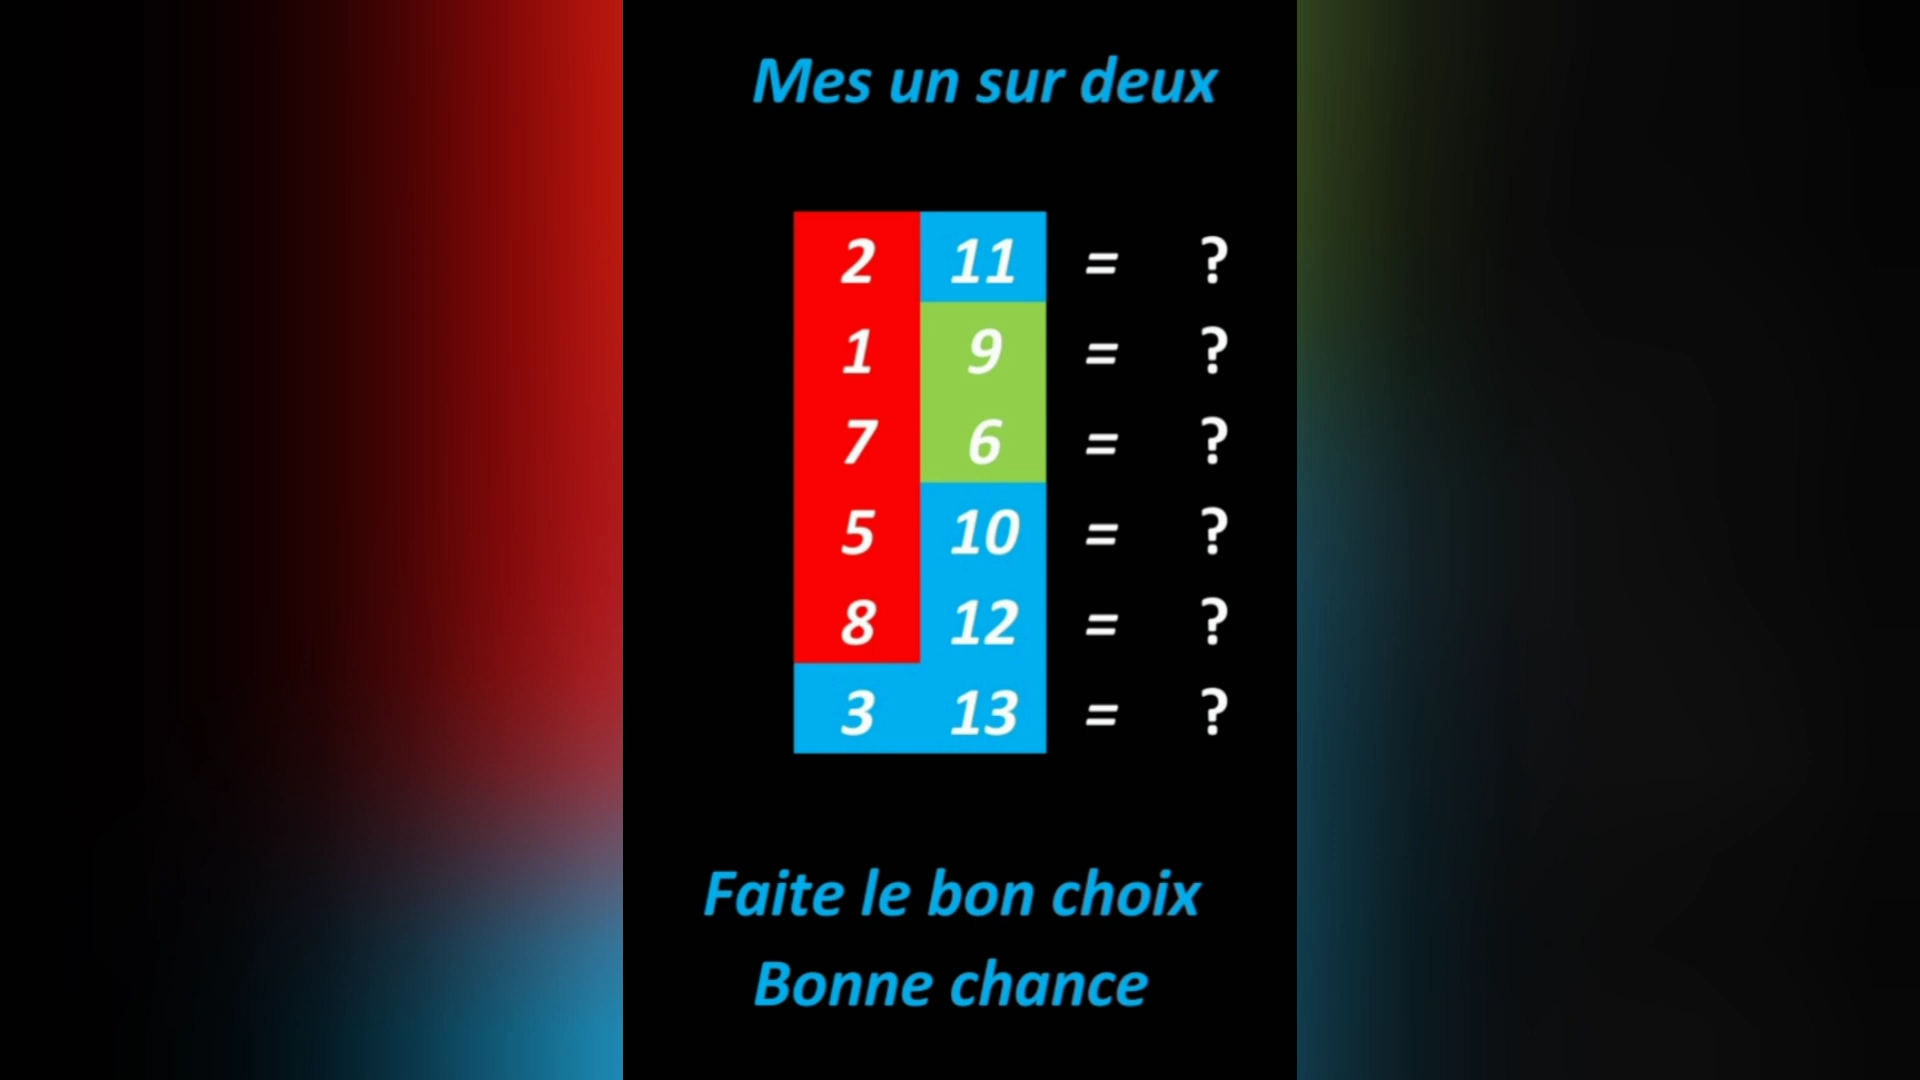 Mes un sur deux
2 11 = ?
1 9 = ?
7 6 = ?
5 10 = ?
8 12 = ?
3 13 = ?
Faite le bon choix
Bonne chance